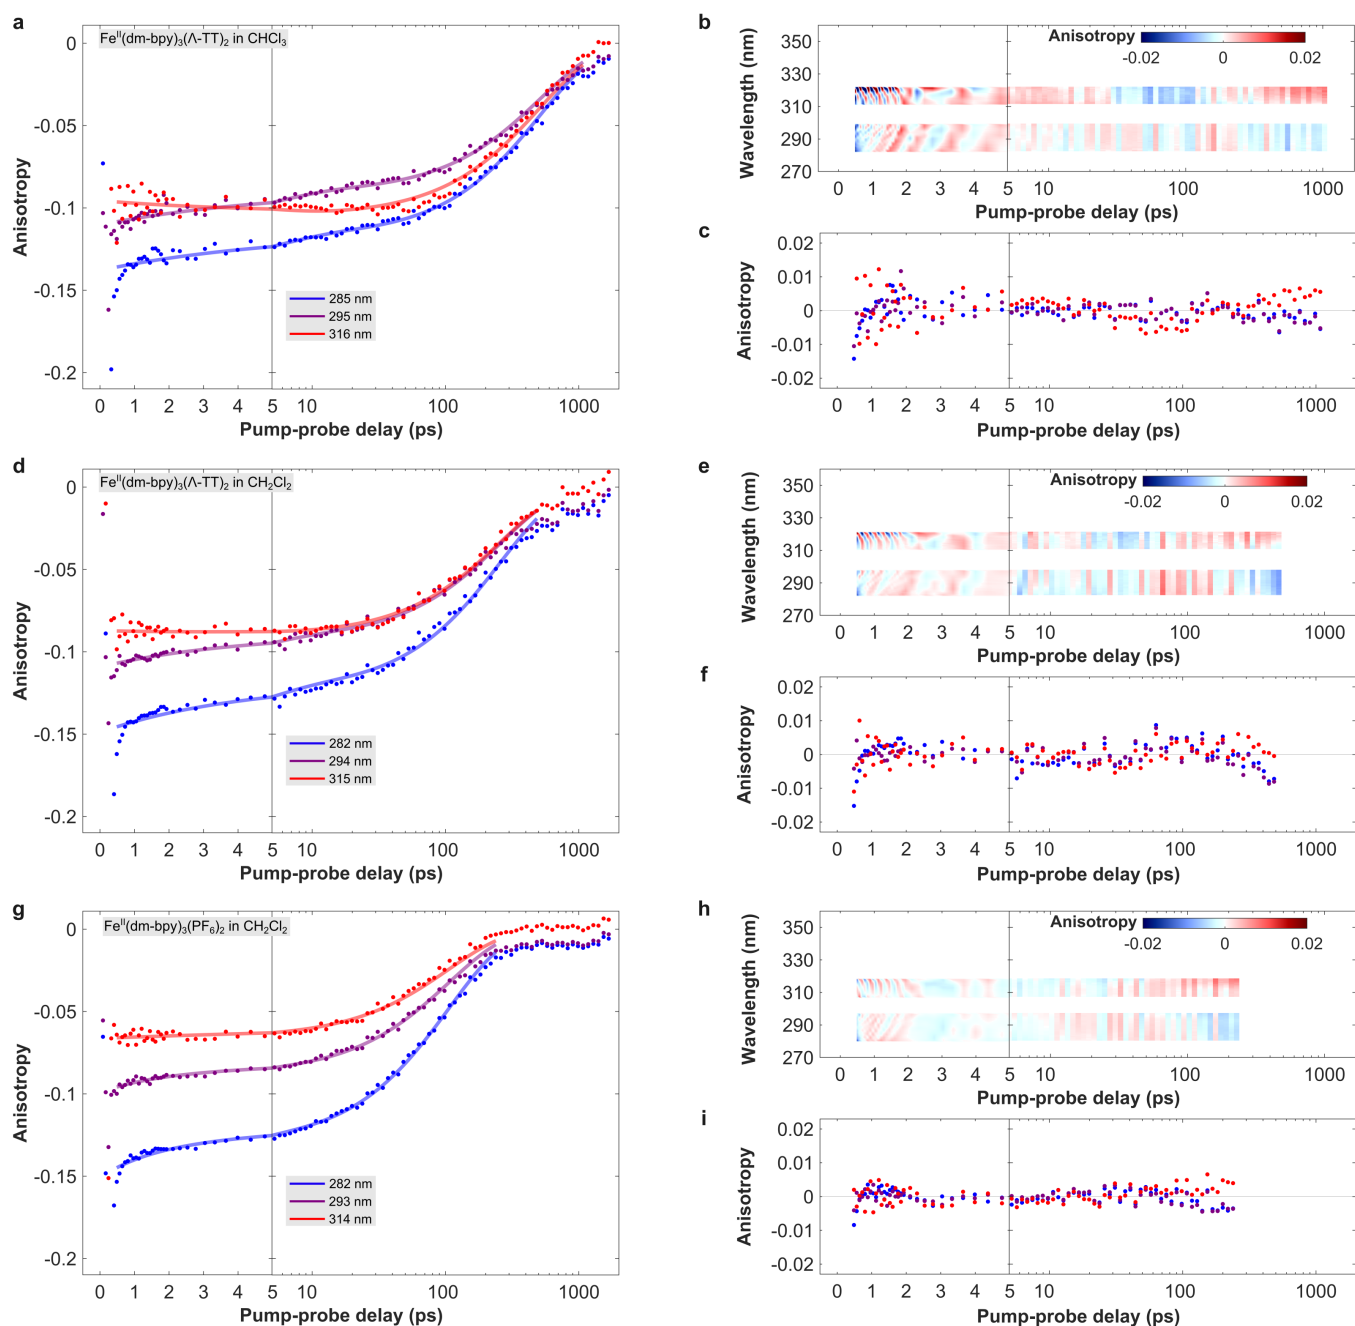 a
Fe^II(dm-bpy)₃(Λ-TT)₂ in CHCl₃
0
-0.05
-0.1
-0.15
-0.2
Anisotropy
285 nm
295 nm
316 nm
0 1 2 3 4 5 10 100 1000
Pump-probe delay (ps)
b
Anisotropy
-0.02 0 0.02
360
330
320
290
270
Wavelength (nm)
0 1 2 3 4 5 10 100 1000
Pump-probe delay (ps)
c
0.02
0.01
0
-0.01
-0.02
Anisotropy
0 1 2 3 4 5 10 100 1000
Pump-probe delay (ps)
d
Fe^II(dm-bpy)₃(Λ-TT)₂ in CH₂Cl₂
0
-0.05
-0.1
-0.15
-0.2
Anisotropy
282 nm
294 nm
315 nm
0 1 2 3 4 5 10 100 1000
Pump-probe delay (ps)
e
Anisotropy
-0.02 0 0.02
360
330
320
290
270
Wavelength (nm)
0 1 2 3 4 5 10 100 1000
Pump-probe delay (ps)
f
0.02
0.01
0
-0.01
-0.02
Anisotropy
0 1 2 3 4 5 10 100 1000
Pump-probe delay (ps)
g
Fe^II(dm-bpy)₃(PF₆)₂ in CH₂Cl₂
0
-0.05
-0.1
-0.15
-0.2
Anisotropy
282 nm
293 nm
314 nm
0 1 2 3 4 5 10 100 1000
Pump-probe delay (ps)
h
Anisotropy
-0.02 0 0.02
360
330
320
290
270
Wavelength (nm)
0 1 2 3 4 5 10 100 1000
Pump-probe delay (ps)
i
0.02
0.01
0
-0.01
-0.02
Anisotropy
0 1 2 3 4 5 10 100 1000
Pump-probe delay (ps)